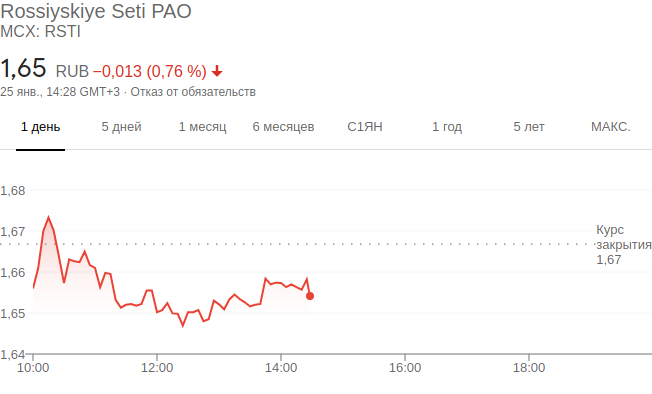 Rossiyskiye Seti PAO
MCX: RSTI
1,65 RUB −0,013 (0,76 %)
25 янв., 14:28 GMT+3 · Отказ от обязательств
1 день 5 дней 1 месяц 6 месяцев С1ЯН 1 год 5 лет МАКС.
1,68
1,67
1,66
1,65
1,64
Курс
закрытия
1,67
10:00 12:00 14:00 16:00 18:00